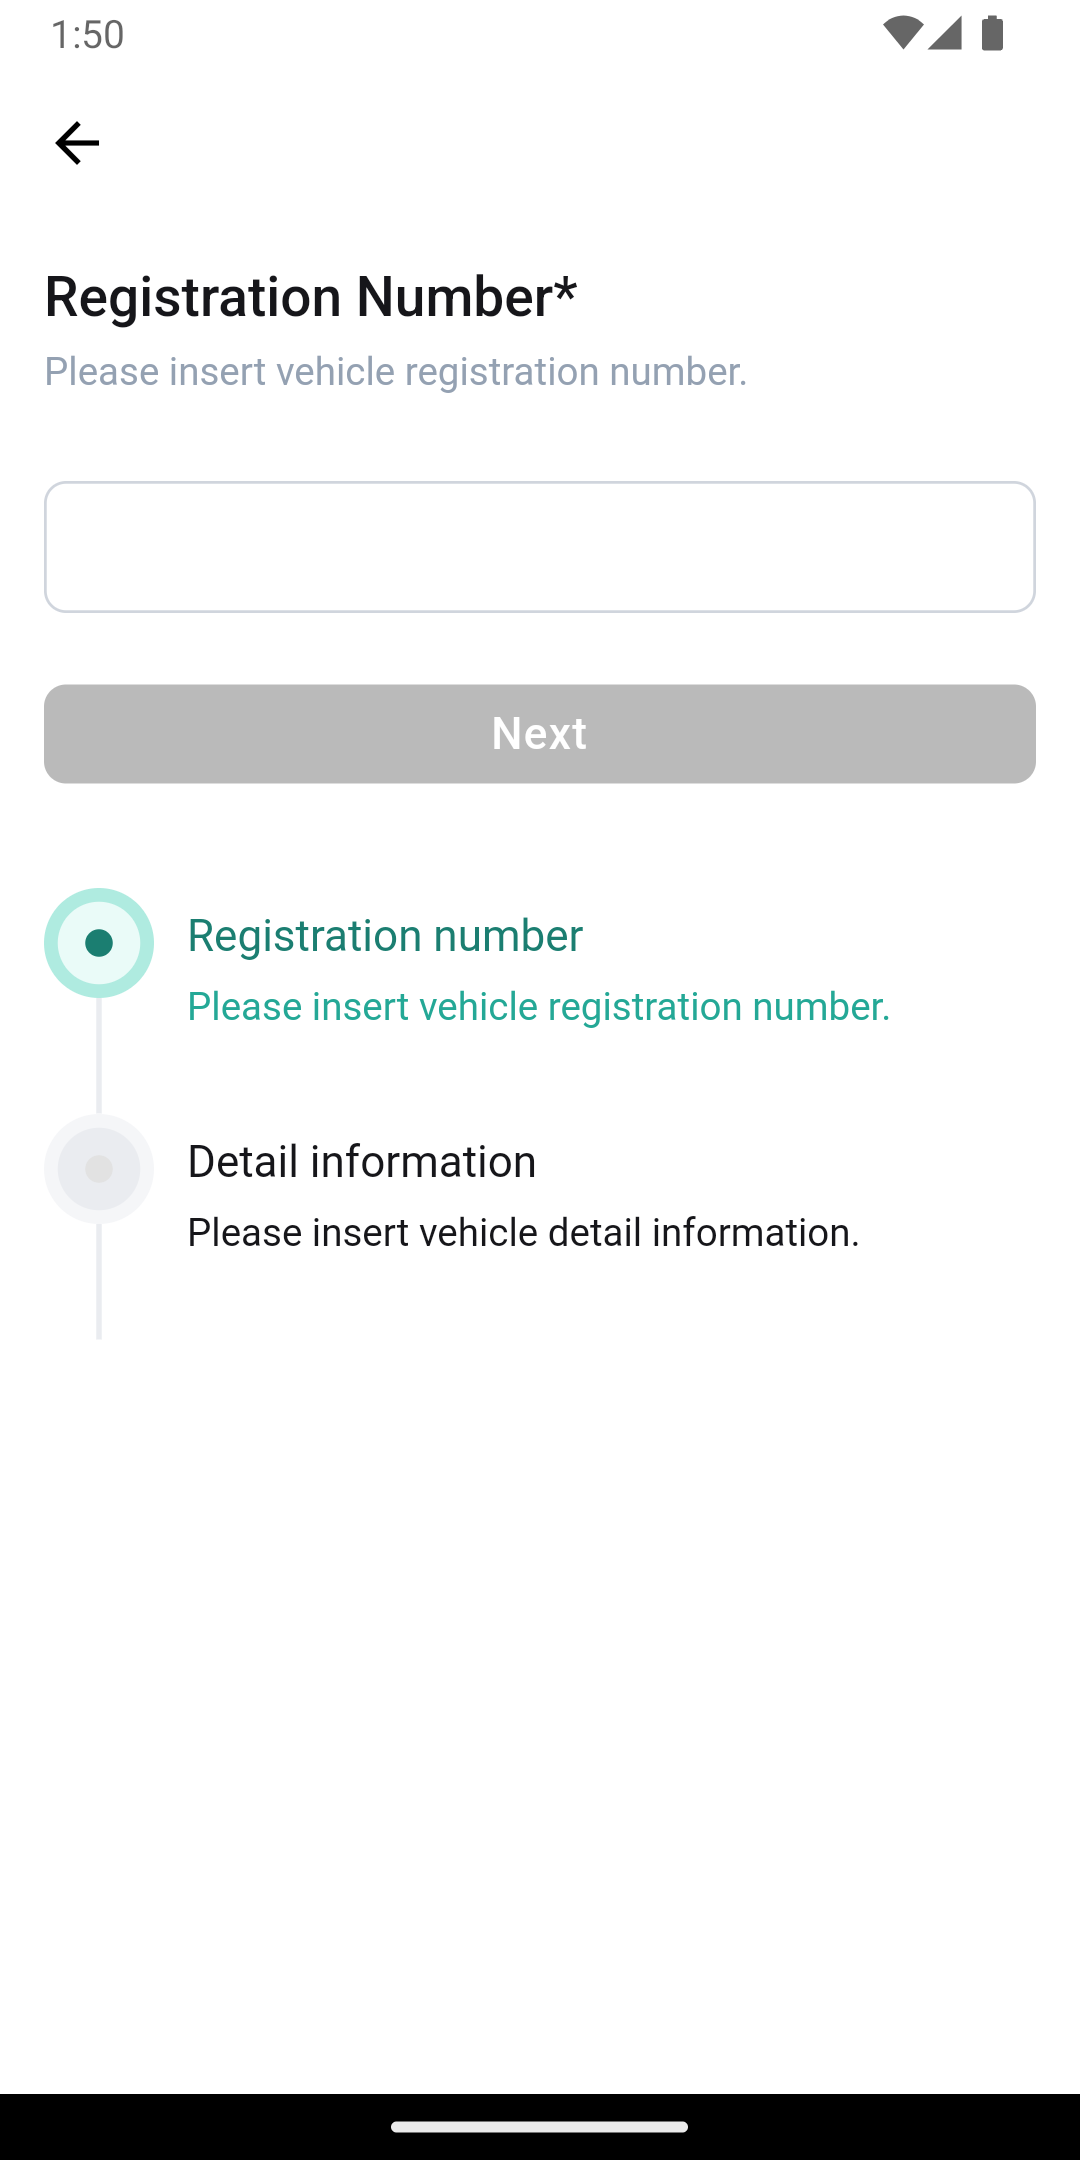 1:50
Registration Number*
Please insert vehicle registration number.
Next
Registration number
Please insert vehicle registration number.
Detail information
Please insert vehicle detail information.